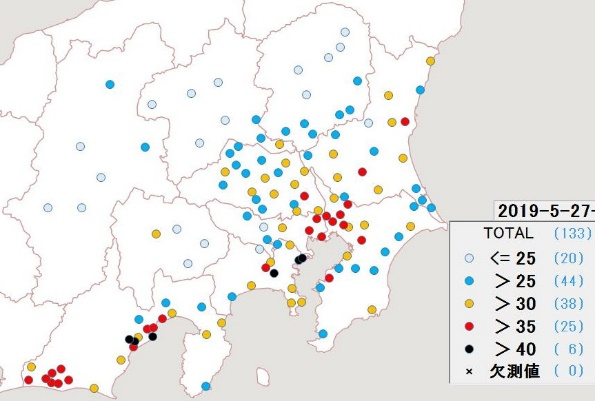 2019-5-27-
TOTAL (133)
<= 25 (20)
> 25 (44)
> 30 (38)
> 35 (25)
> 40 ( 6)
× 欠測値 ( 0)